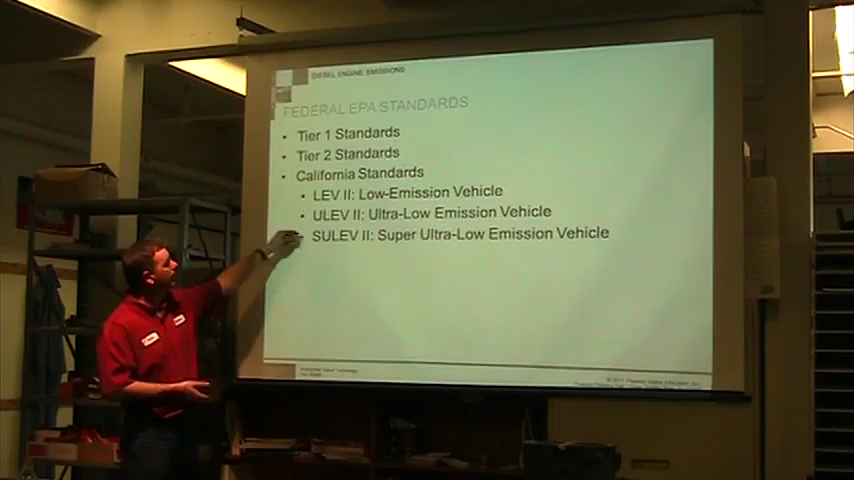 DIESEL ENGINE EMISSIONS
FEDERAL EPA STANDARDS
• Tier 1 Standards
• Tier 2 Standards
• California Standards
• LEV II: Low-Emission Vehicle
• ULEV II: Ultra-Low Emission Vehicle
SULEV II: Super Ultra-Low Emission Vehicle